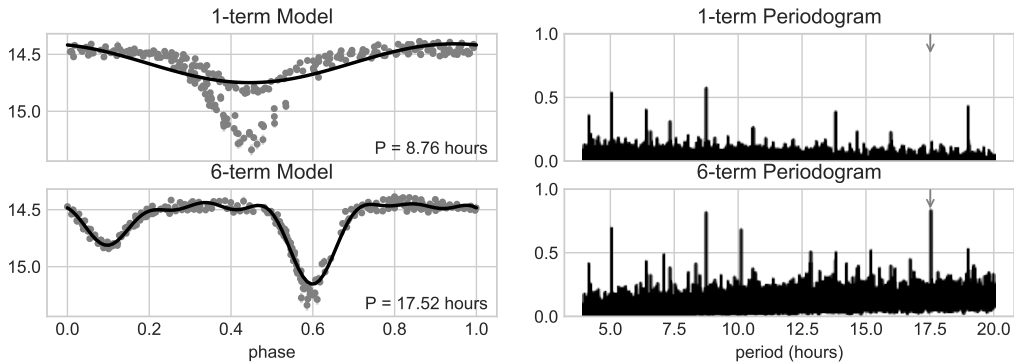 1-term Model
14.5
15.0
P = 8.76 hours
1-term Periodogram
1.0
0.5
0.0
6-term Model
14.5
15.0
P = 17.52 hours
0.0 0.2 0.4 0.6 0.8 1.0
phase
6-term Periodogram
1.0
0.5
0.0
5.0 7.5 10.0 12.5 15.0 17.5 20.0
period (hours)